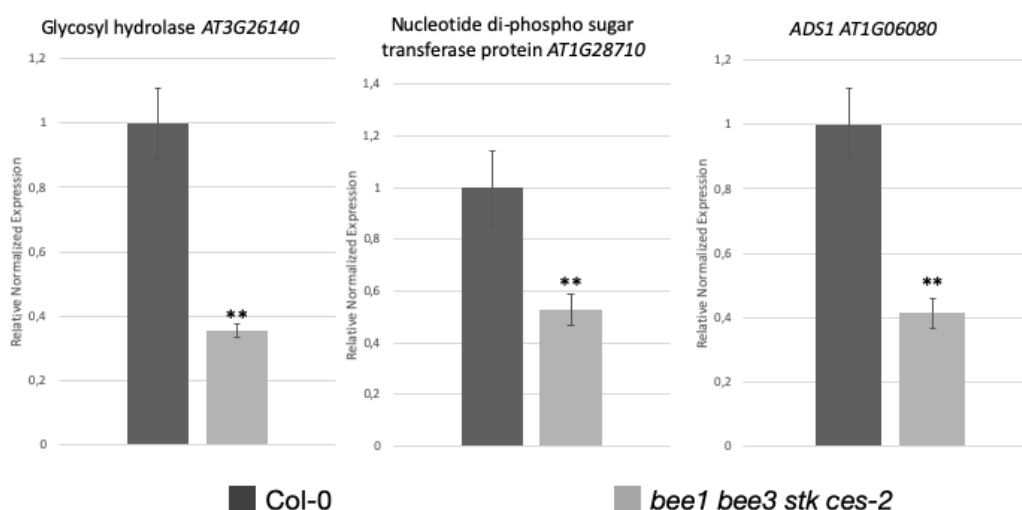 Glycosyl hydrolase AT3G26140
1,2
1
0,8
0,6
0,4
0,2
0
Relative Normalized Expression
**
Nucleotide di-phospho sugar
transferase protein AT1G28710
1,4
1,2
1
0,8
0,6
0,4
0,2
0
Relative Normalized Expression
**
ADS1 AT1G06080
1,2
1
0,8
0,6
0,4
0,2
0
Relative Normalized Expression
**
Col-0
bee1 bee3 stk ces-2